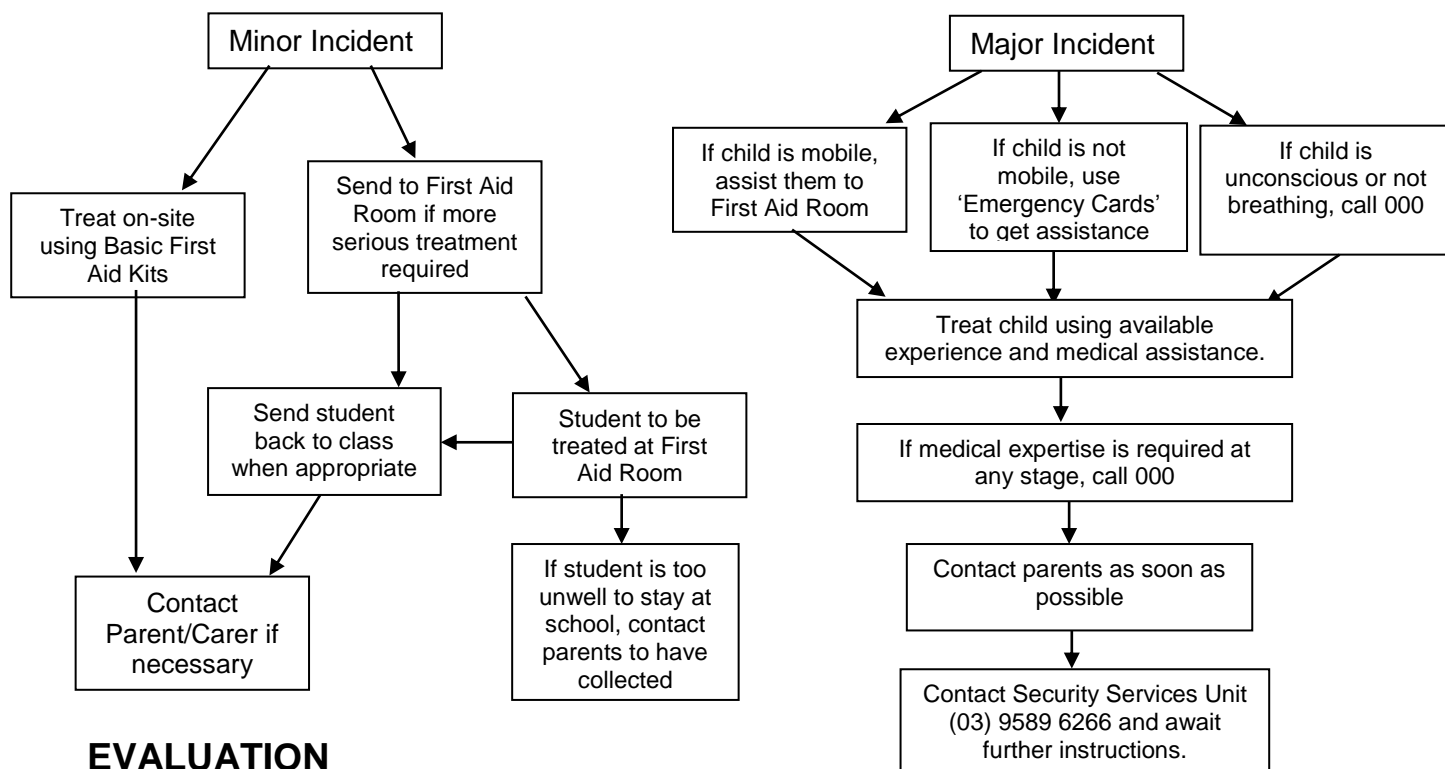 Minor Incident
Treat on-site
using Basic First
Aid Kits
Send to First Aid
Room if more
serious treatment
required
Send student
back to class
when appropriate
Student to be
treated at First
Aid Room
Contact
Parent/Carer if
necessary
If student is too
unwell to stay at
school, contact
parents to have
collected
Major Incident
If child is mobile,
assist them to
First Aid Room
If child is not
mobile, use
‘Emergency Cards’
to get assistance
If child is
unconscious or not
breathing, call 000
Treat child using available
experience and medical assistance.
If medical expertise is required at
any stage, call 000
Contact parents as soon as
possible
Contact Security Services Unit
(03) 9589 6266 and await
further instructions.
EVALUATION